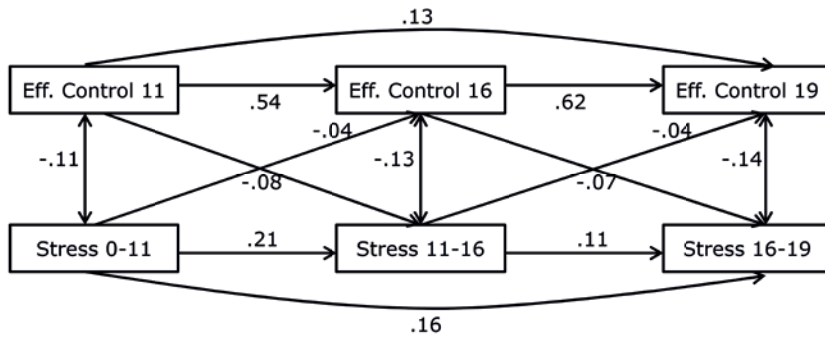 .13
Eff. Control 11
Eff. Control 16
Eff. Control 19
.54
.62
-.04
-.04
-.11
-.13
-.14
-.08
-.07
Stress 0-11
.21
Stress 11-16
.11
Stress 16-19
.16